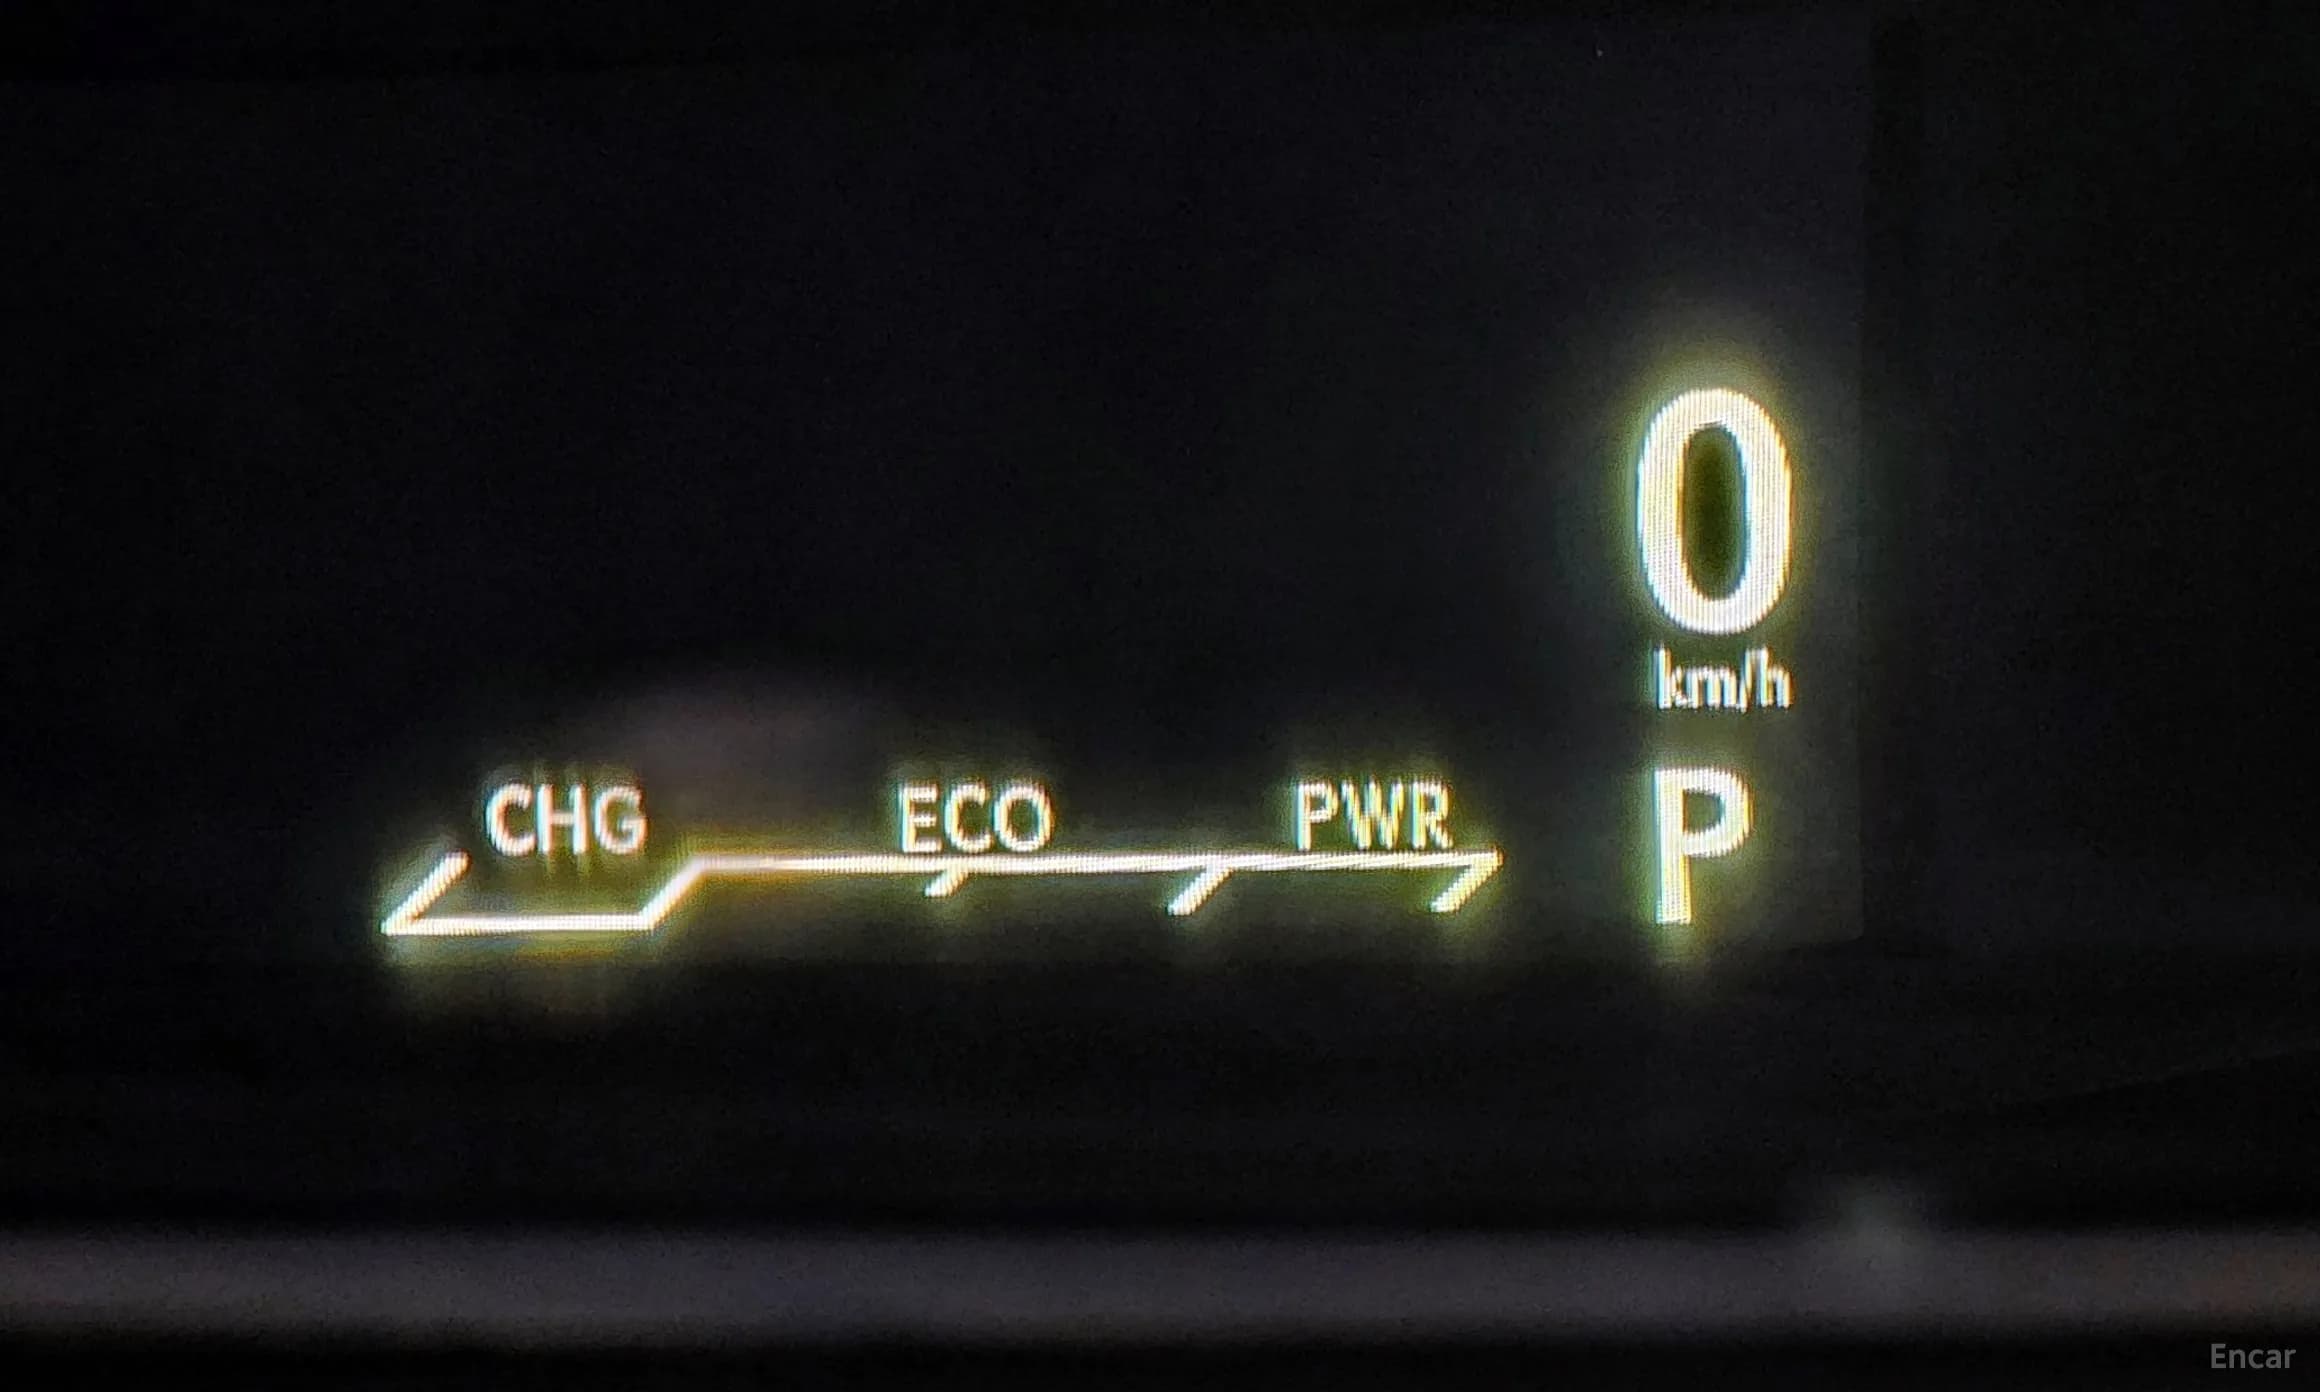 0
km/h
CHG ECO PWR
P
Encar